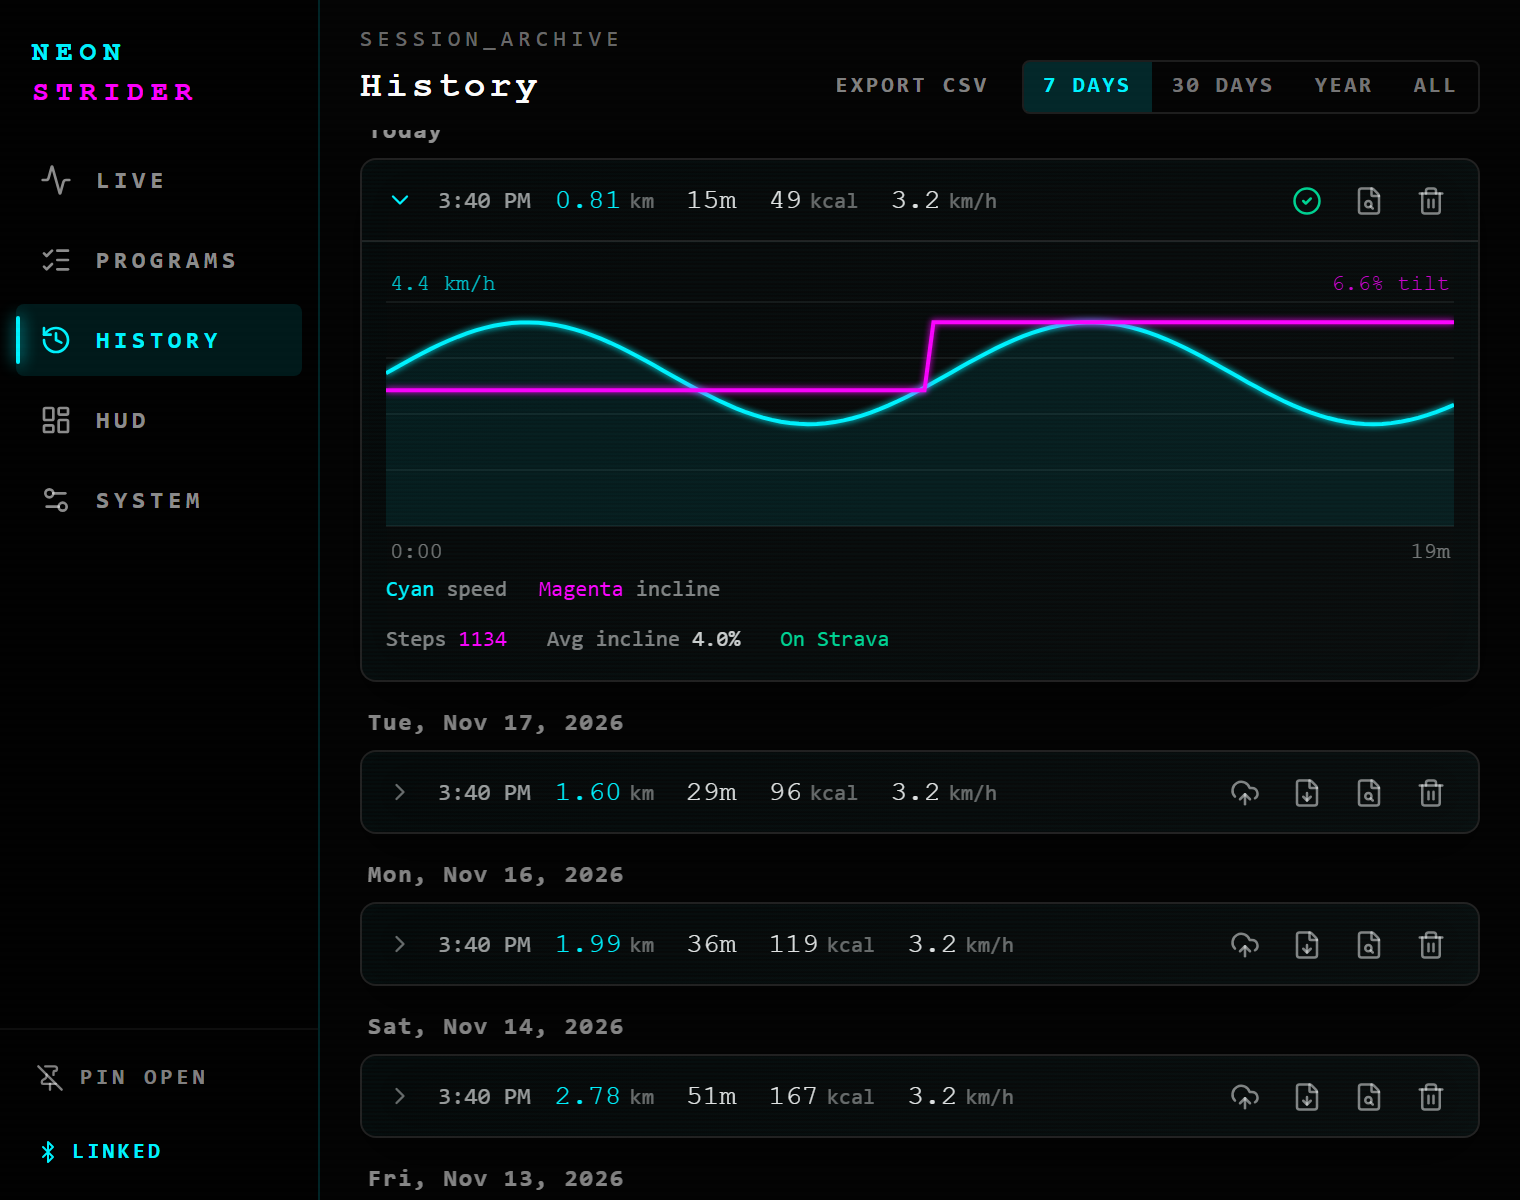 NEON
STRIDER
LIVE
PROGRAMS
HISTORY
HUD
SYSTEM
PIN OPEN
LINKED
SESSION_ARCHIVE
History
EXPORT CSV
7 DAYS 30 DAYS YEAR ALL
Today
3:40 PM 0.81 km 15m 49 kcal 3.2 km/h
4.4 km/h 6.6% tilt
0:00 19m
Cyan speed Magenta incline
Steps 1134 Avg incline 4.0% On Strava
Tue, Nov 17, 2026
3:40 PM 1.60 km 29m 96 kcal 3.2 km/h
Mon, Nov 16, 2026
3:40 PM 1.99 km 36m 119 kcal 3.2 km/h
Sat, Nov 14, 2026
3:40 PM 2.78 km 51m 167 kcal 3.2 km/h
Fri, Nov 13, 2026